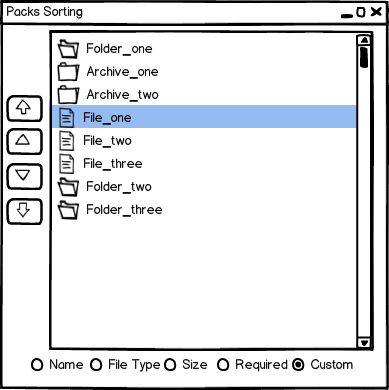 Packs Sorting
Folder_one
Archive_one
Archive_two
File_one
File_two
File_three
Folder_two
Folder_three
Name File Type Size Required Custom